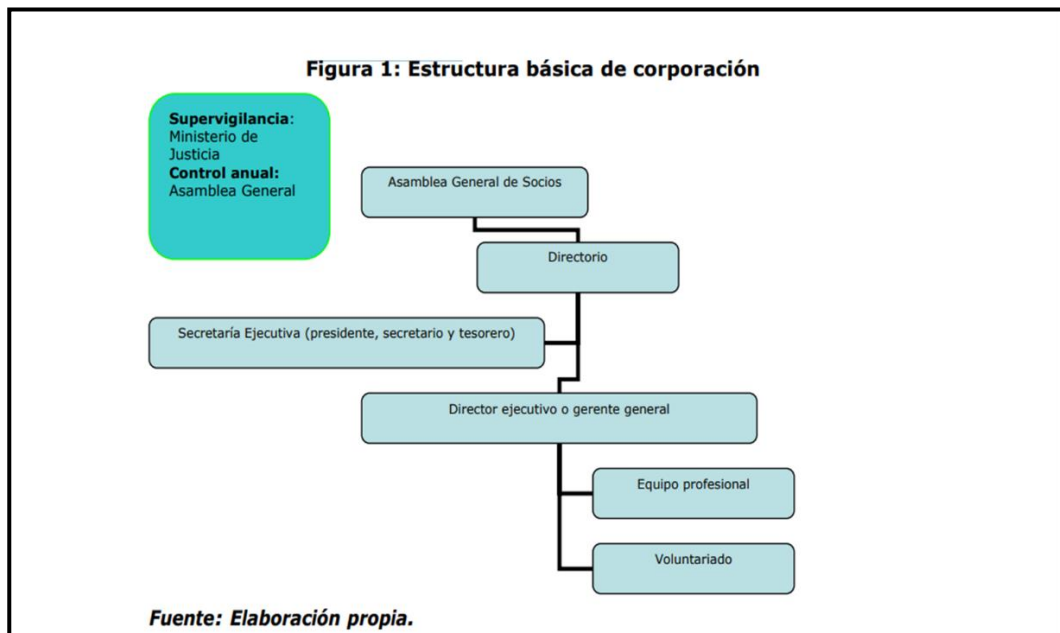 Figura 1: Estructura básica de corporación
Supervigilancia:
Ministerio de
Justicia
Control anual:
Asamblea General
Asamblea General de Socios
Directorio
Secretaría Ejecutiva (presidente, secretario y tesorero)
Director ejecutivo o gerente general
Equipo profesional
Voluntariado
Fuente: Elaboración propia.